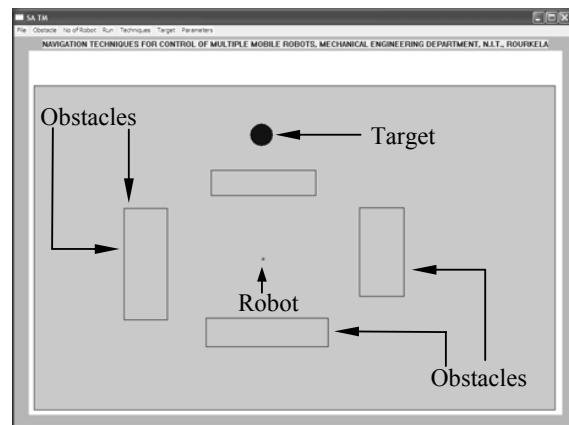 SA TM
File Obstacle No of Robot Run Techniques Target Parameters
NAVIGATION TECHNIQUES FOR CONTROL OF MULTIPLE MOBILE ROBOTS, MECHANICAL ENGINEERING DEPARTMENT, N.I.T., ROURKELA
Obstacles
Target
Robot
Obstacles